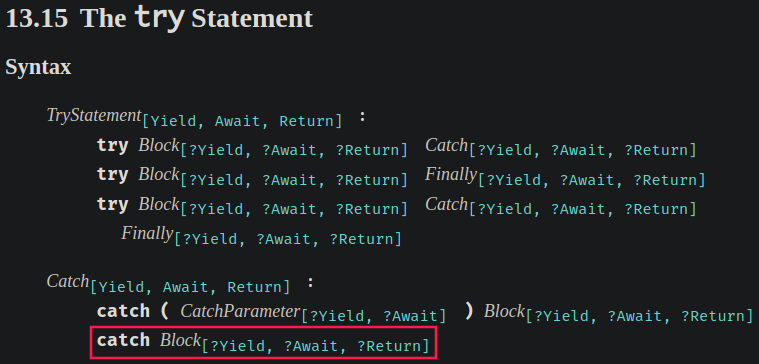 13.15 The try Statement
Syntax
TryStatement[Yield, Await, Return] :
try Block[?Yield, ?Await, ?Return] Catch[?Yield, ?Await, ?Return]
try Block[?Yield, ?Await, ?Return] Finally[?Yield, ?Await, ?Return]
try Block[?Yield, ?Await, ?Return] Catch[?Yield, ?Await, ?Return]
Finally[?Yield, ?Await, ?Return]
Catch[Yield, Await, Return] :
catch ( CatchParameter[?Yield, ?Await] ) Block[?Yield, ?Await, ?Return]
catch Block[?Yield, ?Await, ?Return]